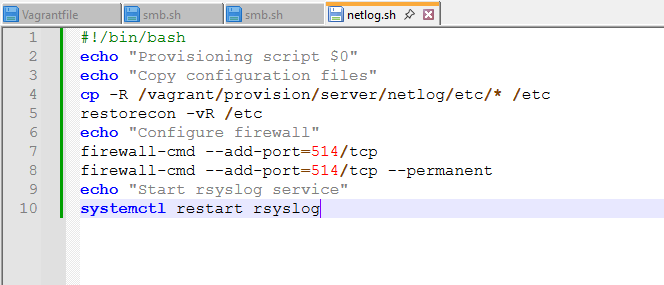 Vagrantfile smb.sh smb.sh netlog.sh
1 #!/bin/bash
2 echo "Provisioning script $0"
3 echo "Copy configuration files"
4 cp -R /vagrant/provision/server/netlog/etc/* /etc
5 restorecon -vR /etc
6 echo "Configure firewall"
7 firewall-cmd --add-port=514/tcp
8 firewall-cmd --add-port=514/tcp --permanent
9 echo "Start rsyslog service"
10 systemctl restart rsyslog